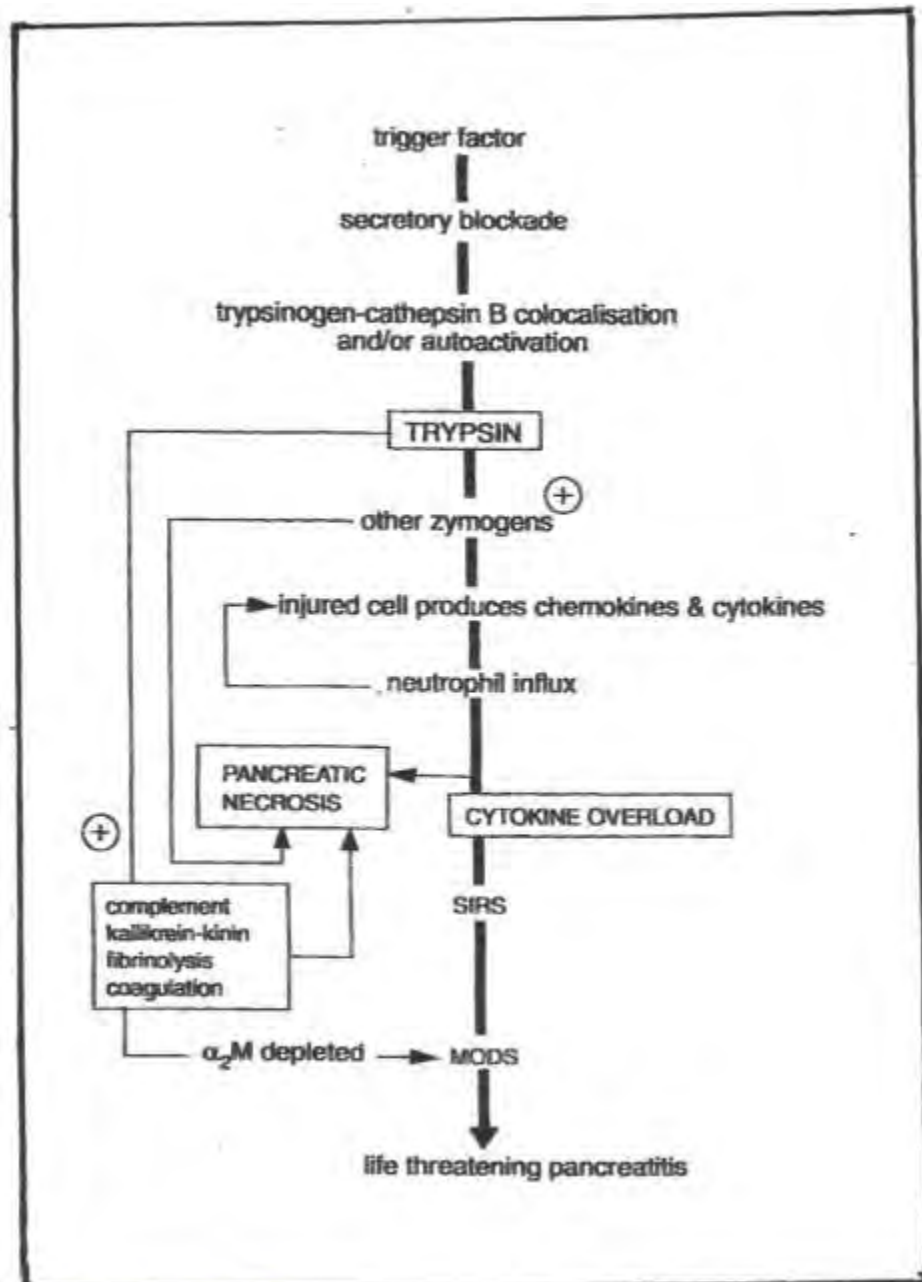 trigger factor
secretory blockade
trypsinogen-cathepsin B colocalisation
and/or autoactivation
TRYPSIN
+
other zymogens
injured cell produces chemokines & cytokines
neutrophil influx
PANCREATIC
NECROSIS
CYTOKINE OVERLOAD
+
complement
kallikrein-kinin
fibrinolysis
coagulation
SIRS
α₂M depleted
MODS
life threatening pancreatitis